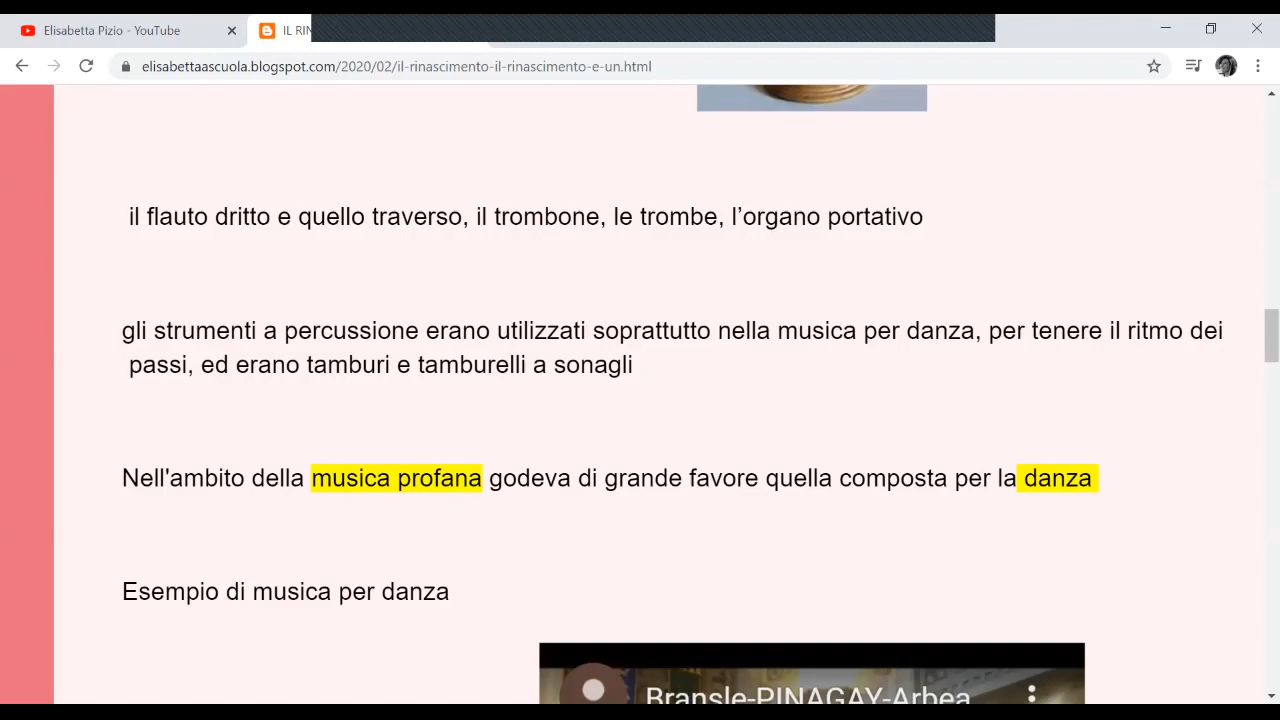 Elisabetta Pizio - YouTube
IL RIN
elisabettaascuola.blogspot.com/2020/02/il-rinascimento-il-rinascimento-e-un.html
il flauto dritto e quello traverso, il trombone, le trombe, l’organo portativo
gli strumenti a percussione erano utilizzati soprattutto nella musica per danza, per tenere il ritmo dei
passi, ed erano tamburi e tamburelli a sonagli
Nell'ambito della musica profana godeva di grande favore quella composta per la danza
Esempio di musica per danza
Bransle-PINAGAY-Arbea